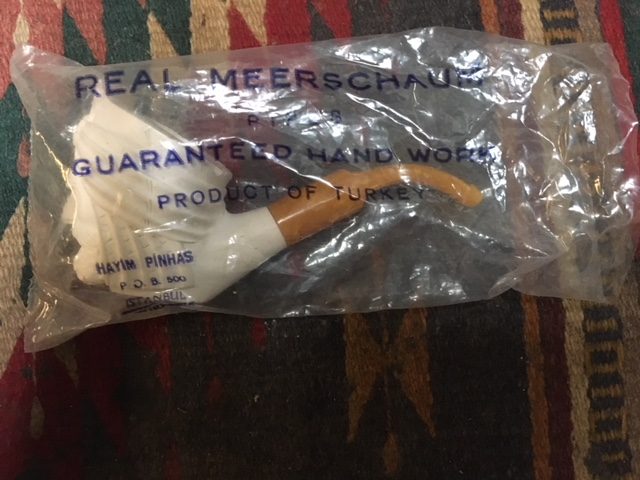 REAL MEERSCHAUM
PIPES
GUARANTEED HAND WORK
PRODUCT OF TURKEY
HAYIM PINHAS
P.O.B. 500
ISTANBUL